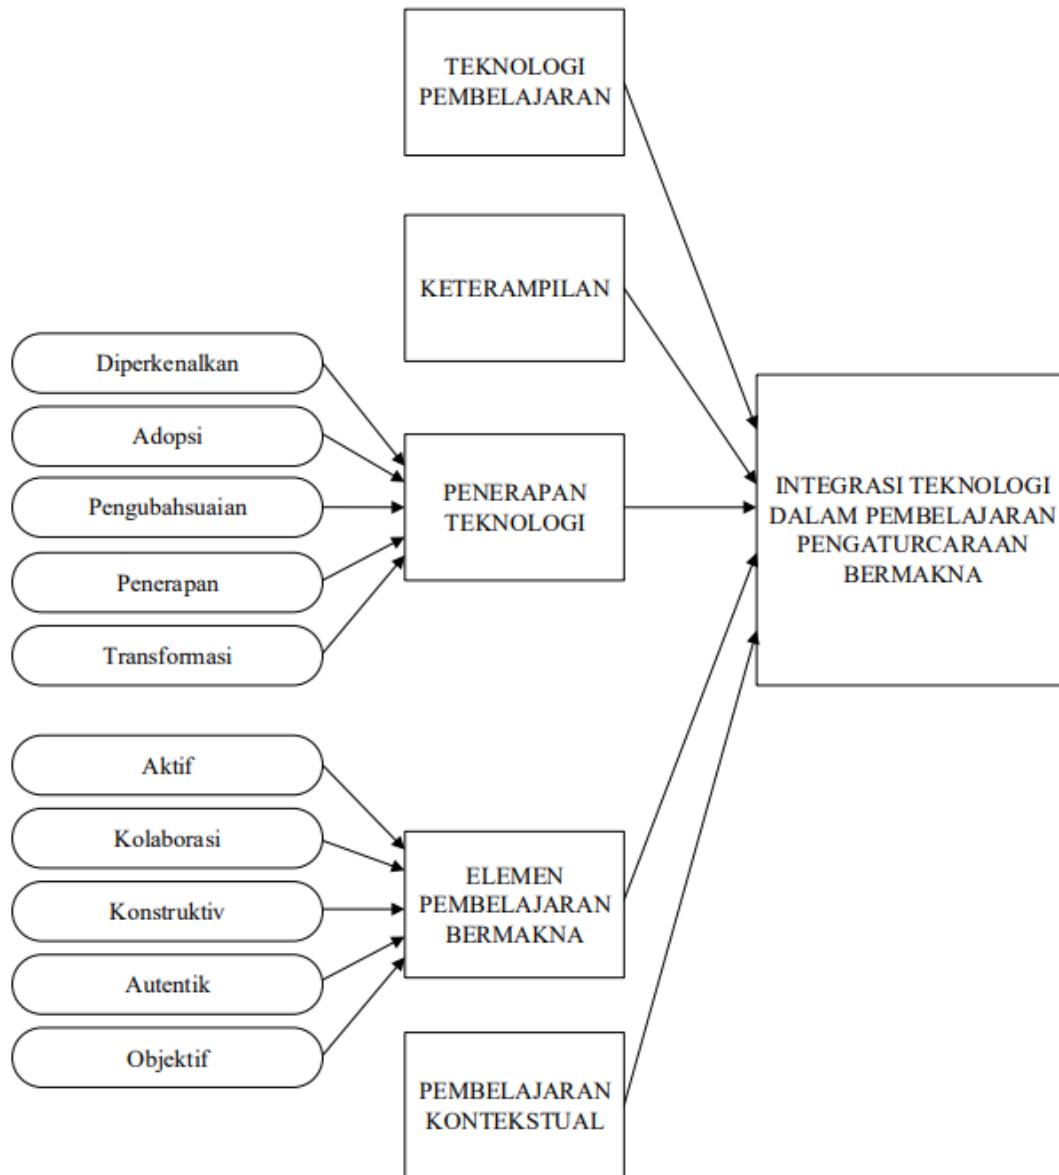 TEKNOLOGI
PEMBELAJARAN
KETERAMPILAN
Diperkenalkan
Adopsi
Pengubahsuaian
Penerapan
Transformasi
PENERAPAN
TEKNOLOGI
INTEGRASI TEKNOLOGI
DALAM PEMBELAJARAN
PENGATURCARAAN
BERMAKNA
Aktif
Kolaborasi
Konstruktiv
Autentik
Objektif
ELEMEN
PEMBELAJARAN
BERMAKNA
PEMBELAJARAN
KONTEKSTUAL